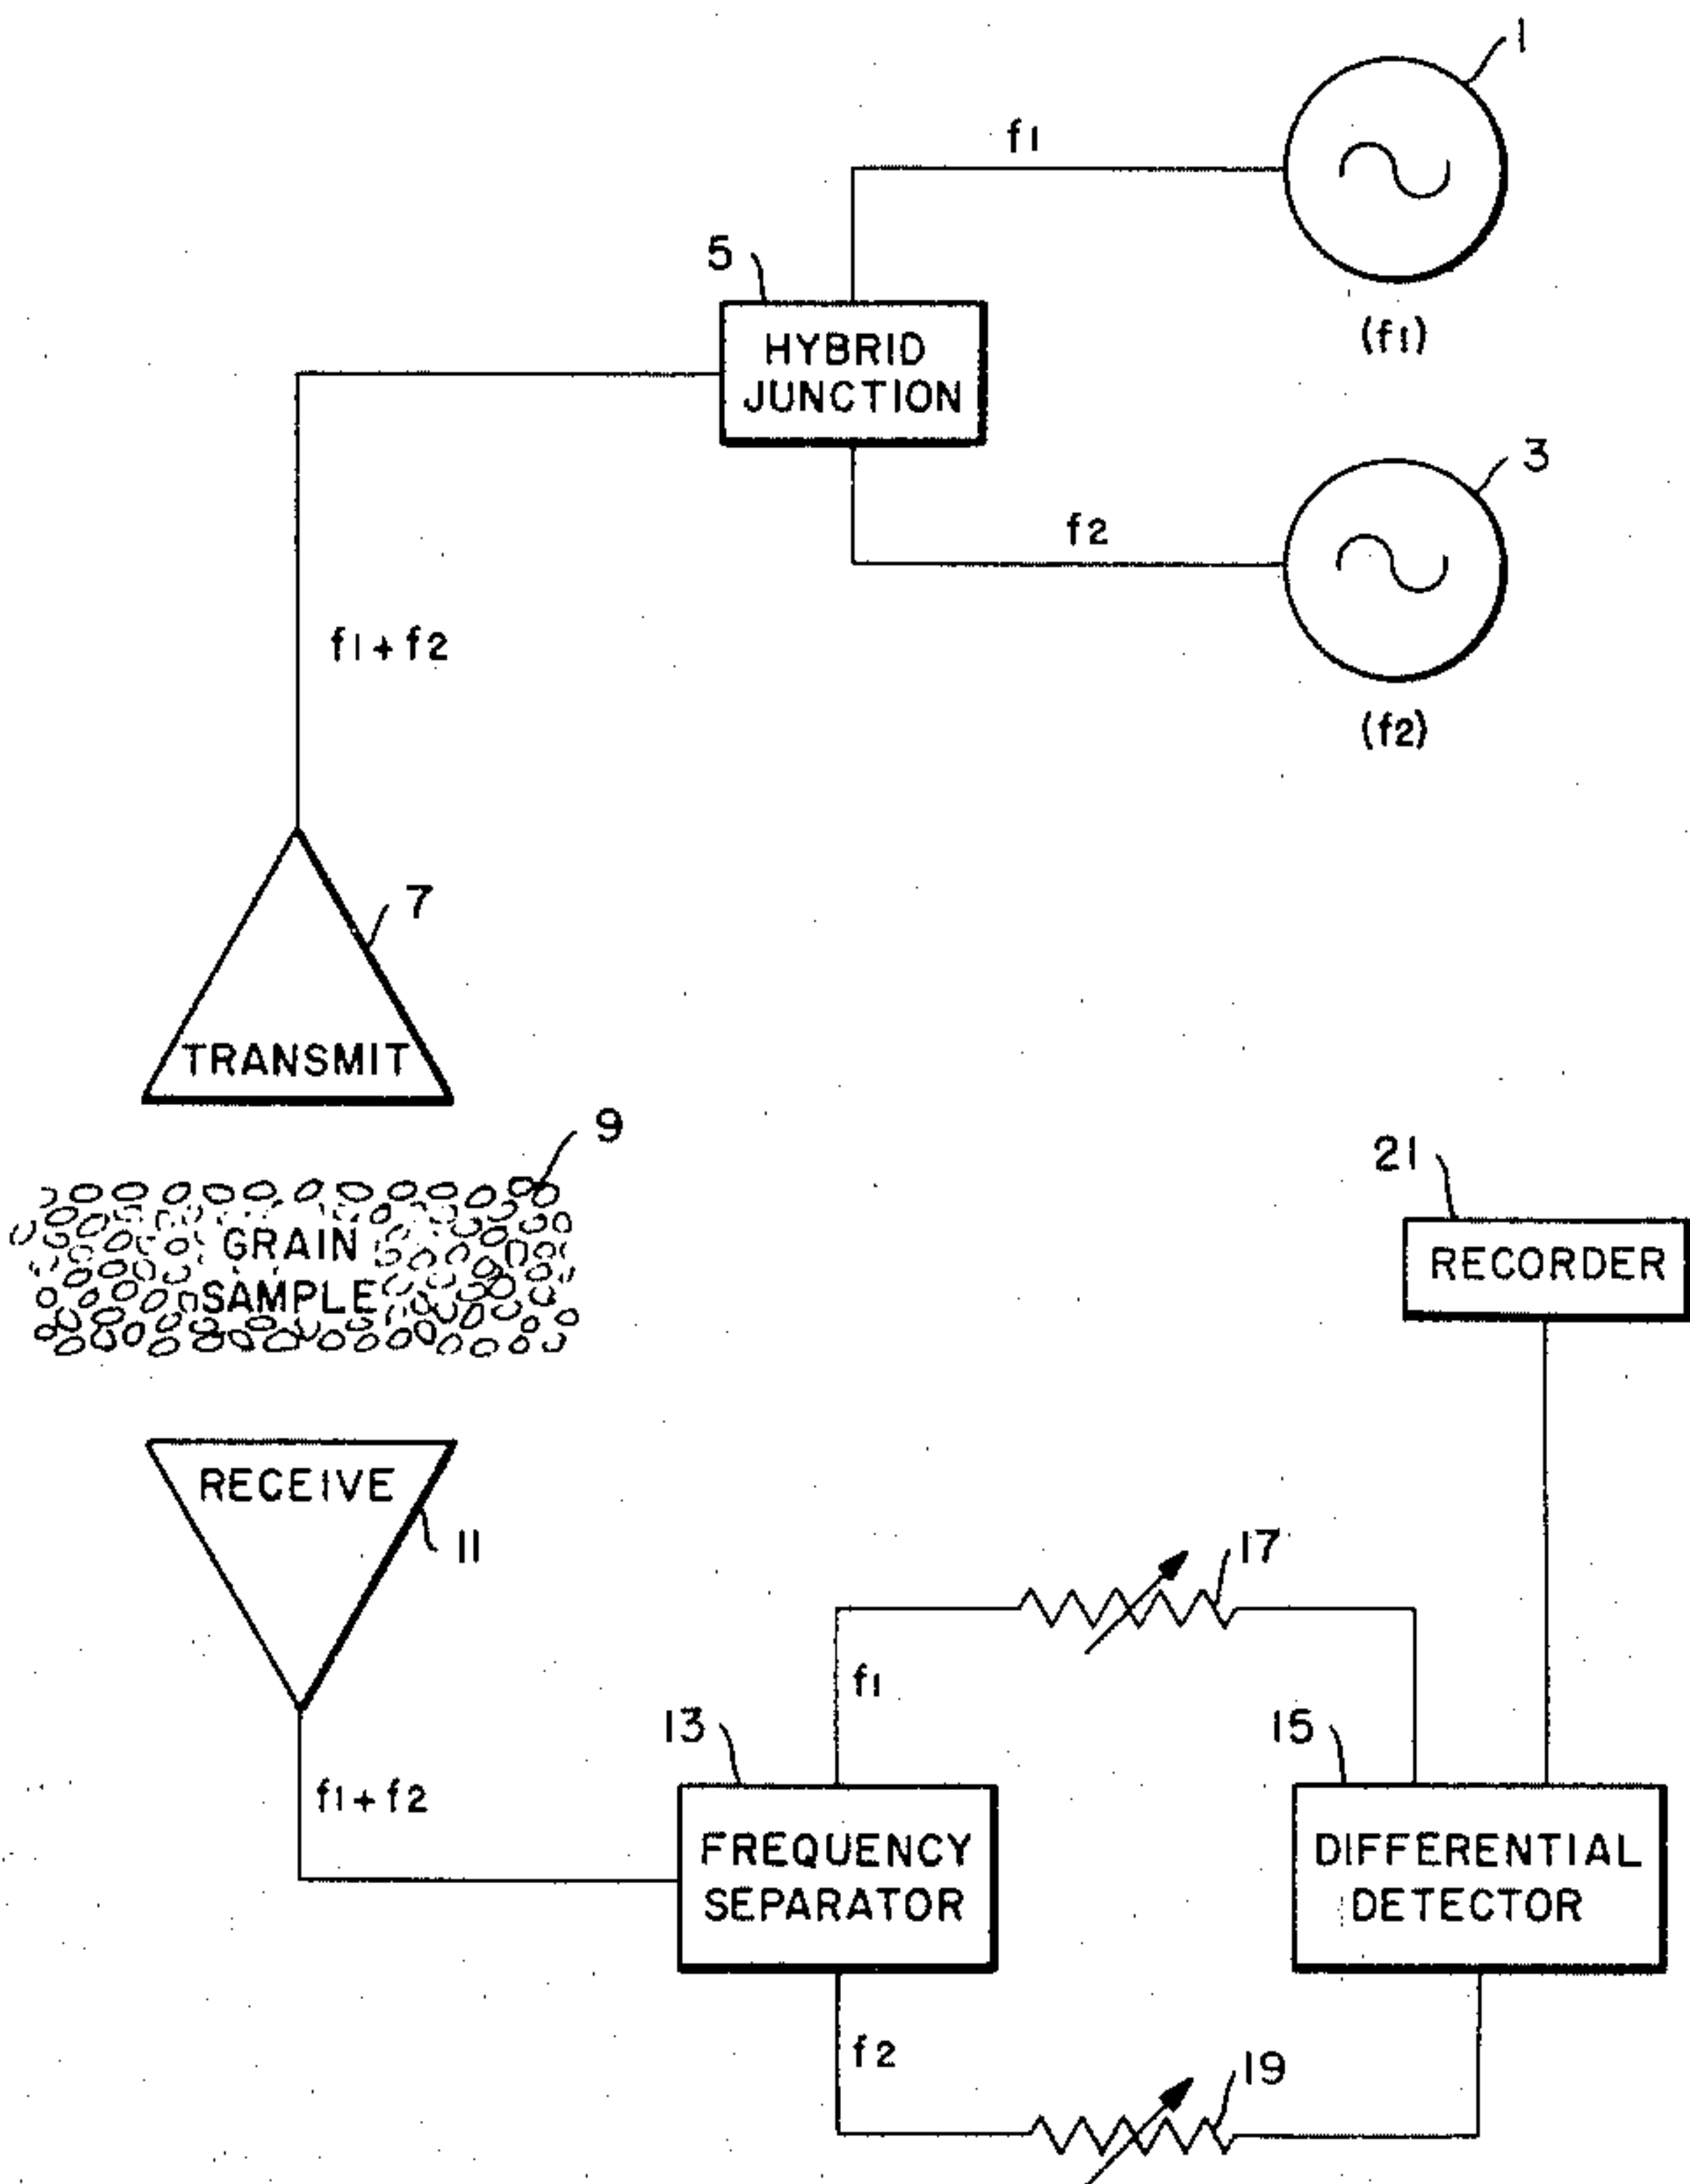 1
f1
5
HYBRID
JUNCTION
(f1)
3
f2
f1+f2
(f2)
7
TRANSMIT
9
21
GRAIN
SAMPLE
RECORDER
RECEIVE
11
17
f1
13
15
f1+f2
FREQUENCY
SEPARATOR
DIFFERENTIAL
DETECTOR
f2
19